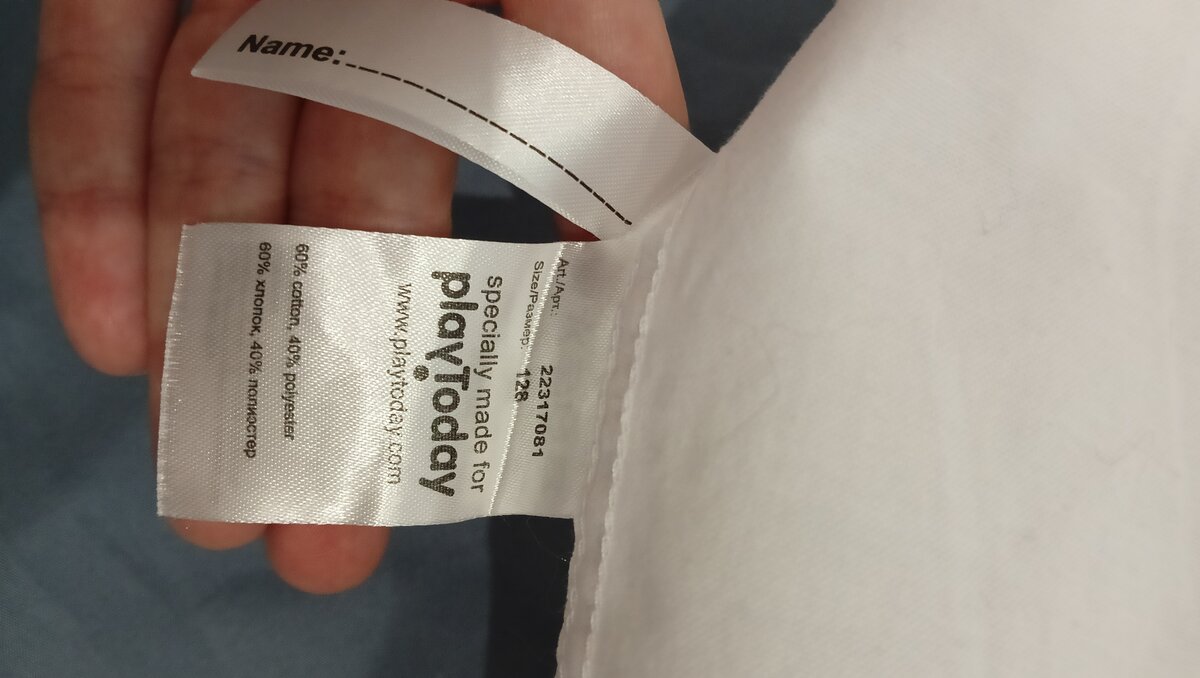 Name:
Art./Арт.: 22317081
Size/Размер: 128
specially made for
playToday
www.playtoday.com
60% cotton, 40% polyester
60% хлопок, 40% полиэстер